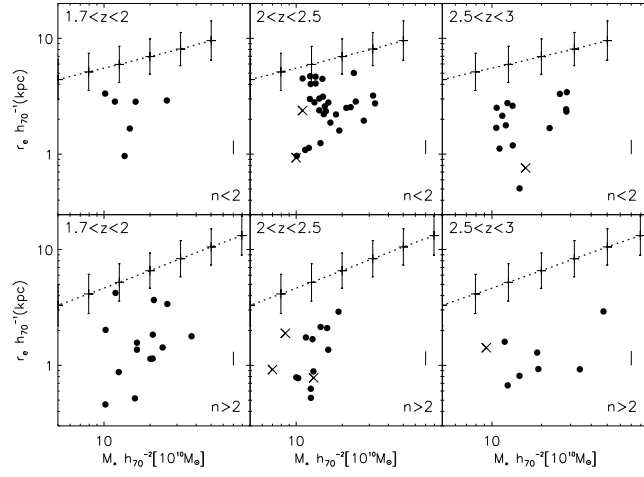 1.7<z<2
2<z<2.5
2.5<z<3
10
1
r_e h_70^-1(kpc)
n<2
n<2
n<2
1.7<z<2
2<z<2.5
2.5<z<3
10
1
r_e h_70^-1(kpc)
n>2
n>2
n>2
10
10
10
M_* h_70^-2[10^10M_⊙]
M_* h_70^-2[10^10M_⊙]
M_* h_70^-2[10^10M_⊙]